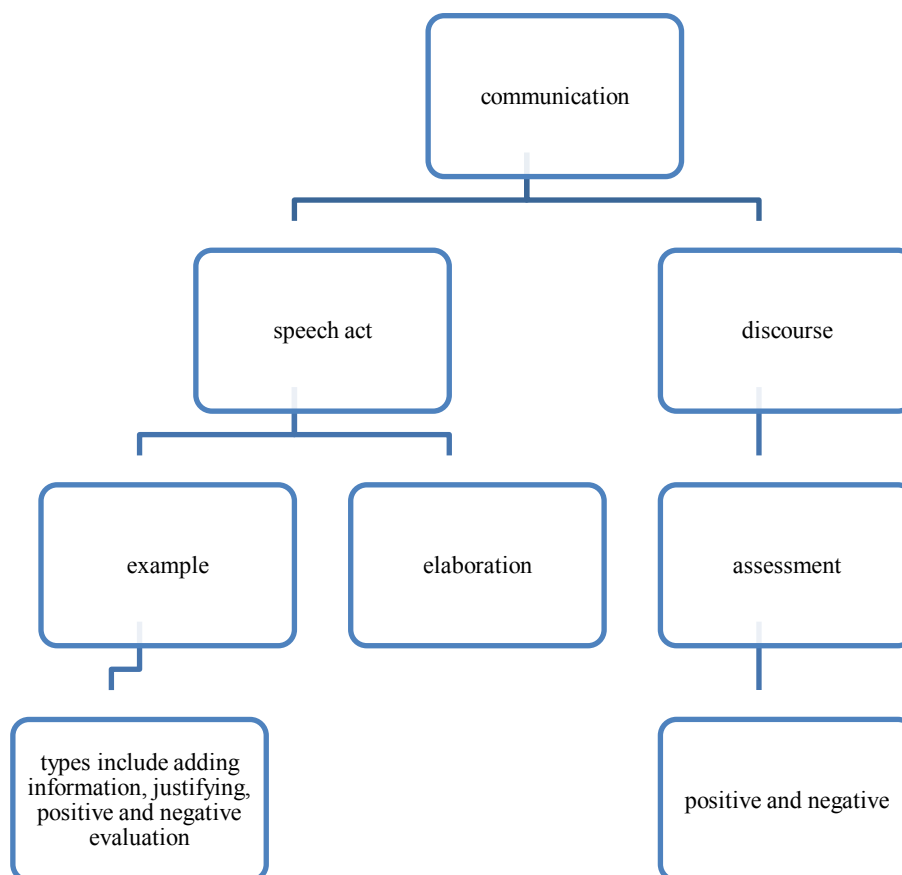 communication
speech act
discourse
example
elaboration
assessment
types include adding
information, justifying,
positive and negative
evaluation
positive and negative